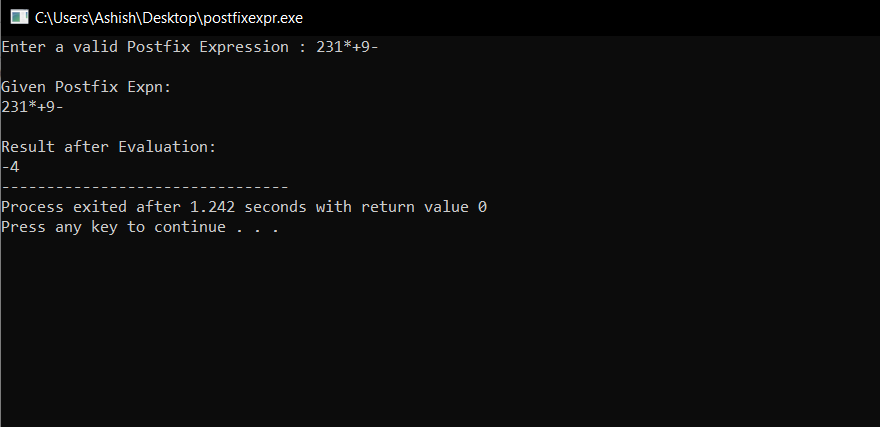 C:\Users\Ashish\Desktop\postfixexpr.exe
Enter a valid Postfix Expression : 231*+9-
Given Postfix Expn:
231*+9-
Result after Evaluation:
-4
--------------------------------
Process exited after 1.242 seconds with return value 0
Press any key to continue . . .